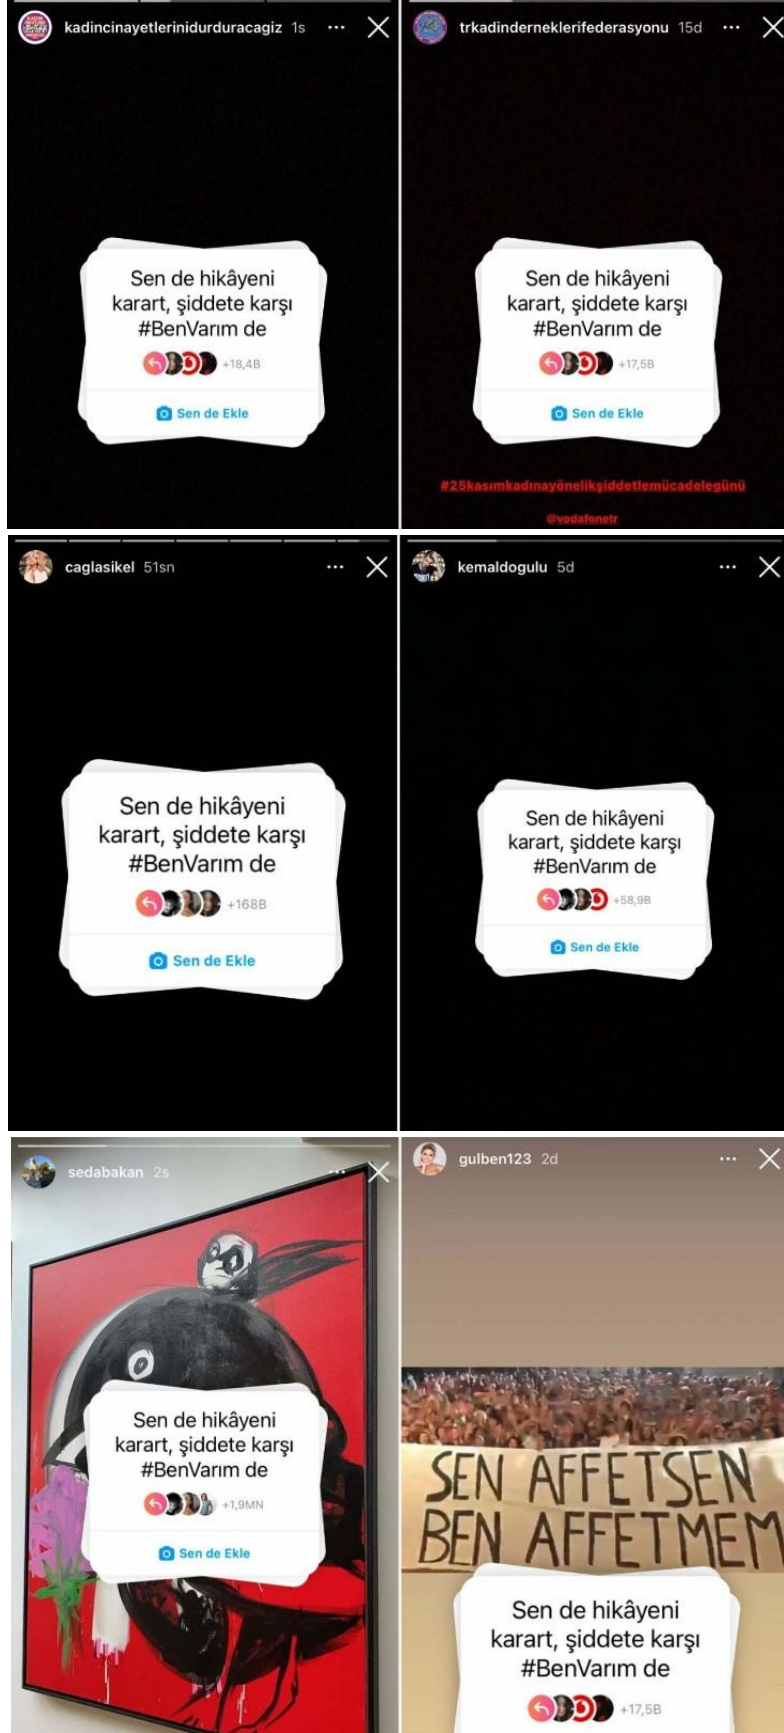 kadincinayetlerinidurduracagiz 1s
Sen de hikâyeni
karart, şiddete karşı
#BenVarım de
+18,4B
Sen de Ekle
trkadinderneklerifederasyonu 15d
Sen de hikâyeni
karart, şiddete karşı
#BenVarım de
+17,5B
Sen de Ekle
#25kasımkadınayönelikşiddetlemücadelegünü
@vodafonetr
caglasikel 51sn
Sen de hikâyeni
karart, şiddete karşı
#BenVarım de
+168B
Sen de Ekle
kemaldogulu 5d
Sen de hikâyeni
karart, şiddete karşı
#BenVarım de
+58,9B
Sen de Ekle
sedabakan 2s
Sen de hikâyeni
karart, şiddete karşı
#BenVarım de
+1,9MN
Sen de Ekle
gulben123 2d
SEN AFFETSEN
BEN AFFETMEM
Sen de hikâyeni
karart, şiddete karşı
#BenVarım de
+17,5B